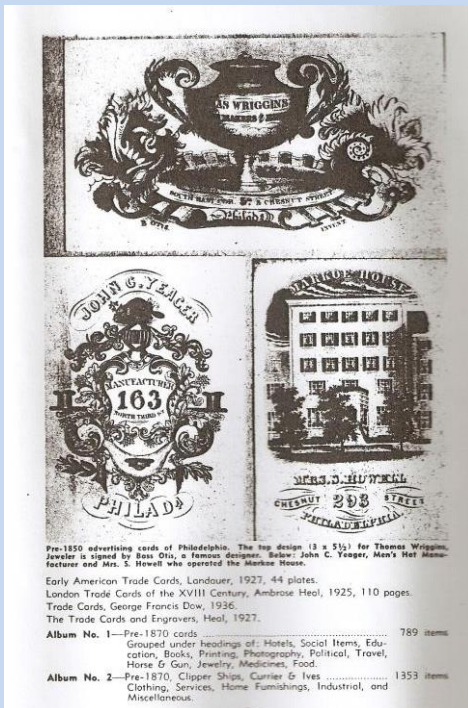 AS WRIGGINS
SOUTH EAST COR. 5th & CHESNUT STREET
B OTIS INVENT
JOHN C. YEAGER
MANUFACTURER
163
NORTH THIRD ST
PHILADA
MARKOE HOUSE
MRS. S. HOWELL
CHESNUT 293 STREET
PHILADELPHIA.
Pre-1850 advertising cards of Philadelphia. The top design (3 x 5½) for Thomas Wriggins,
Jeweler is signed by Bass Otis, a famous designer. Below: John C. Yeager, Men's Hat Manu-
facturer and Mrs. S. Howell who operated the Markoe House.
Early American Trade Cards, Landauer, 1927, 44 plates.
London Trade Cards of the XVIII Century, Ambrose Heal, 1925, 110 pages.
Trade Cards, George Francis Dow, 1936.
The Trade Cards and Engravers, Heal, 1927.
Album No. 1—Pre-1870 cards ........................ 789 items
Grouped under headings of: Hotels, Social Items, Edu-
cation, Books, Printing, Photography, Political, Travel,
Horse & Gun, Jewelry, Medicines, Food.
Album No. 2—Pre-1870, Clipper Ships, Currier & Ives ................ 1353 items
Clothing, Services, Home Furnishings, Industrial, and
Miscellaneous.